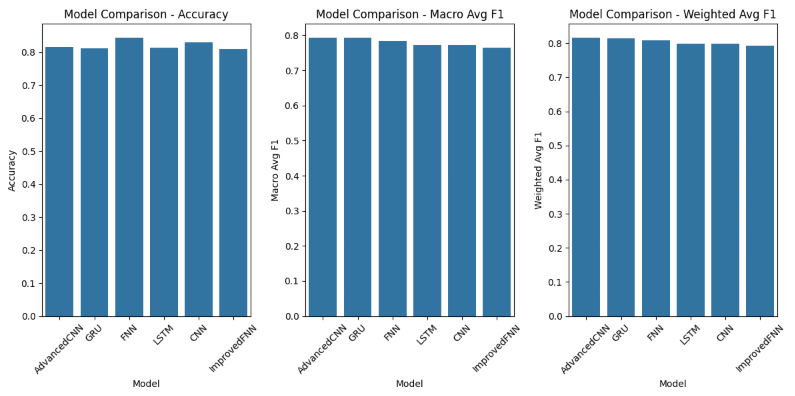 Model Comparison - Accuracy
Accuracy
0.8
0.7
0.6
0.5
0.4
0.3
0.2
0.1
0.0
AdvancedCNN
GRU
FNN
LSTM
CNN
ImprovedFNN
Model
Model Comparison - Macro Avg F1
Macro Avg F1
0.8
0.7
0.6
0.5
0.4
0.3
0.2
0.1
0.0
AdvancedCNN
GRU
FNN
LSTM
CNN
ImprovedFNN
Model
Model Comparison - Weighted Avg F1
Weighted Avg F1
0.8
0.7
0.6
0.5
0.4
0.3
0.2
0.1
0.0
AdvancedCNN
GRU
FNN
LSTM
CNN
ImprovedFNN
Model